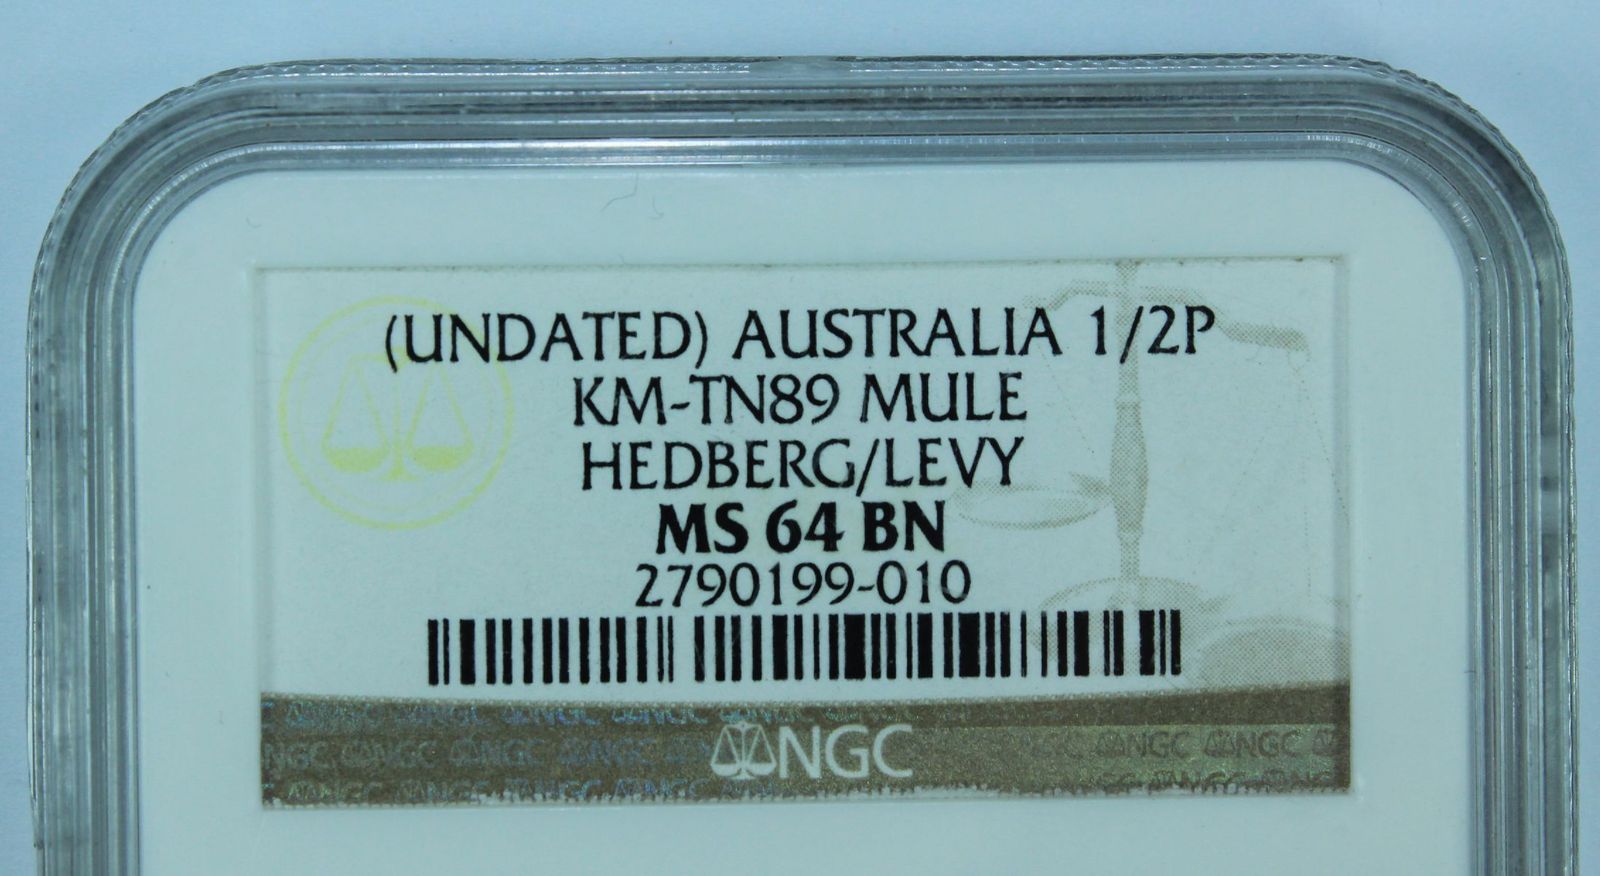 (UNDATED) AUSTRALIA 1/2P
KM-TN89 MULE
HEDBERG/LEVY
MS 64 BN
2790199-010
NGC